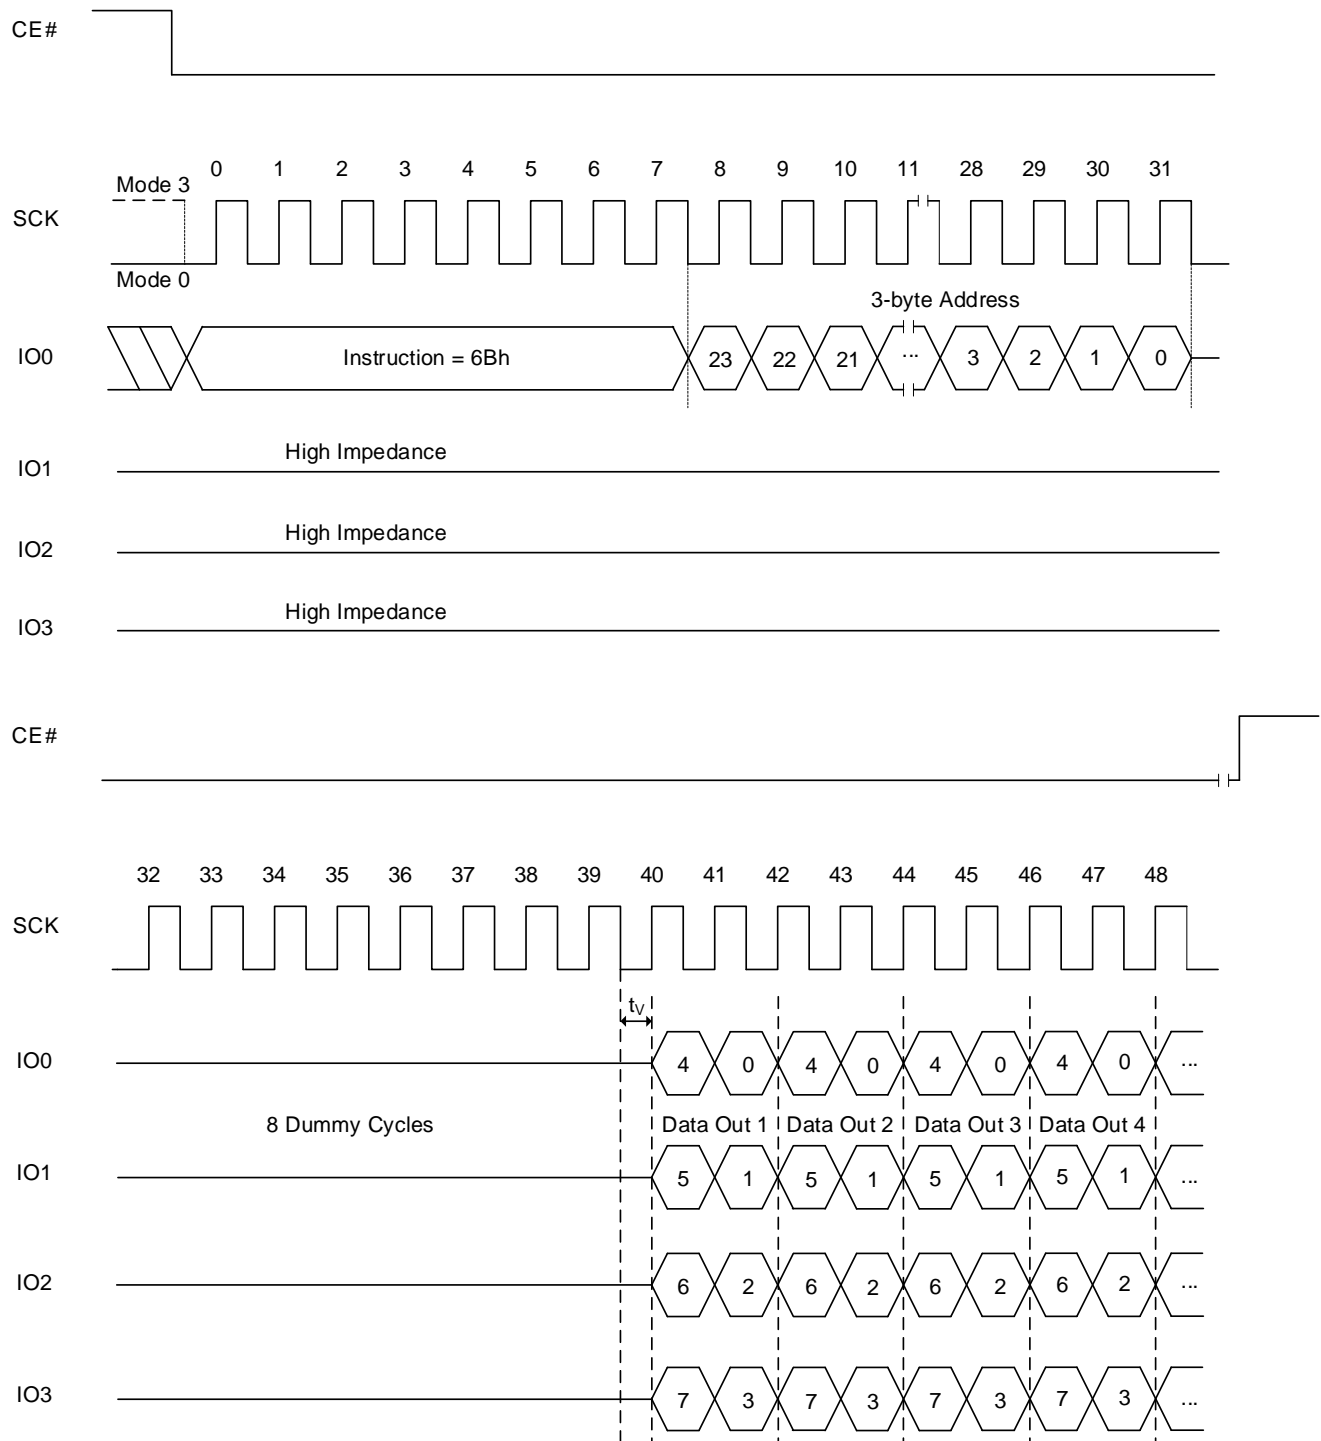 CE#
0 1 2 3 4 5 6 7 8 9 10 11 28 29 30 31
Mode 3
SCK
Mode 0
3-byte Address
IO0 Instruction = 6Bh 23 22 21 ... 3 2 1 0
High Impedance
IO1
High Impedance
IO2
High Impedance
IO3
CE#
32 33 34 35 36 37 38 39 40 41 42 43 44 45 46 47 48
SCK
tV
IO0 4 0 4 0 4 0 4 0 ...
8 Dummy Cycles Data Out 1 Data Out 2 Data Out 3 Data Out 4
IO1 5 1 5 1 5 1 5 1 ...
IO2 6 2 6 2 6 2 6 2 ...
IO3 7 3 7 3 7 3 7 3 ...